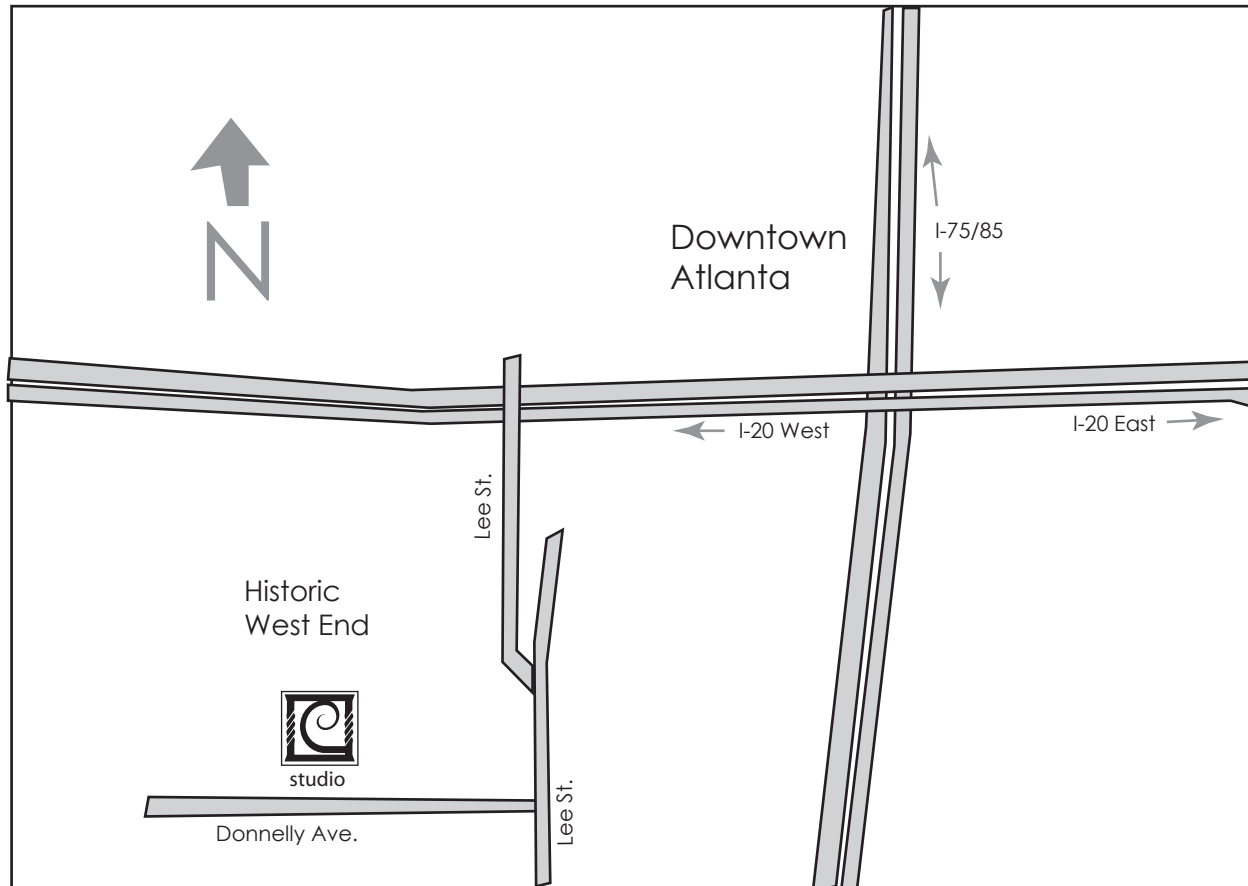 N
Downtown
Atlanta
I-75/85
I-20 West
I-20 East
Lee St.
Historic
West End
studio
Donnelly Ave.
Lee St.